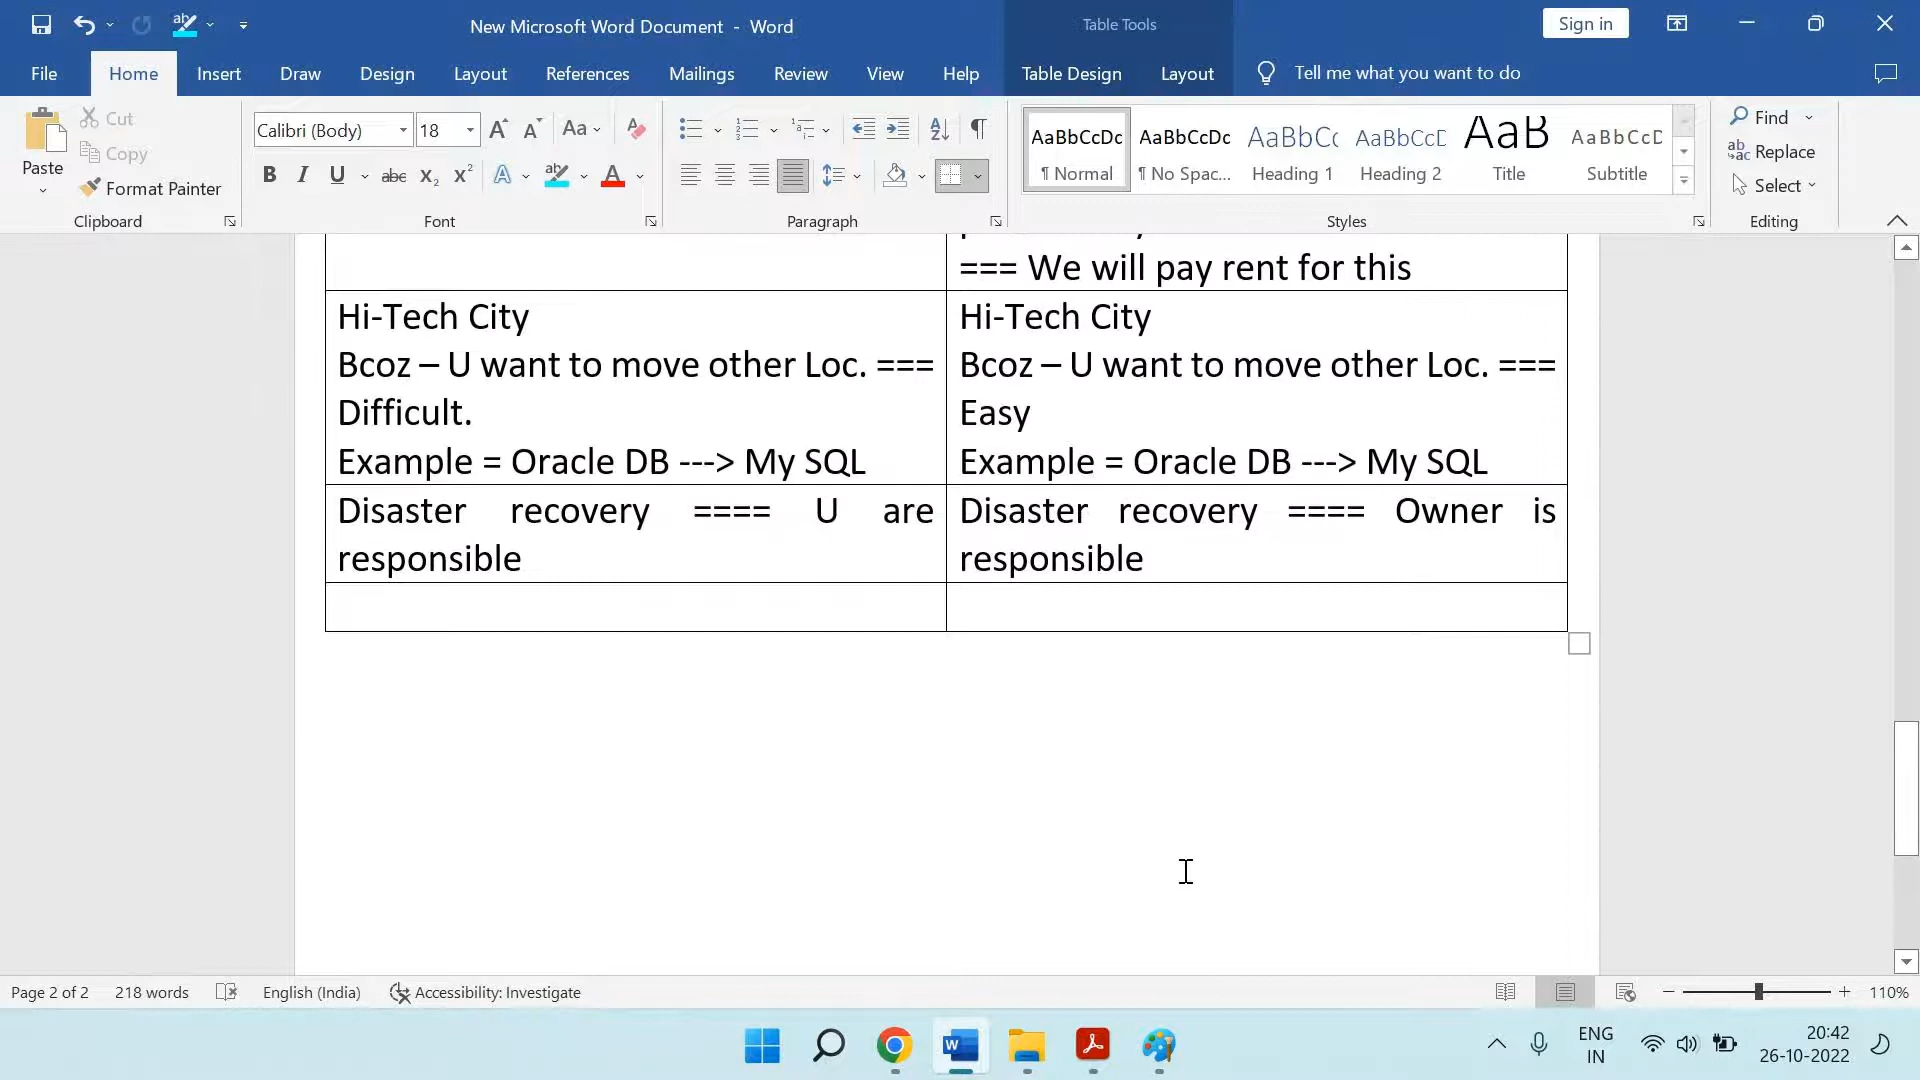 New Microsoft Word Document - Word
Table Tools
Sign in
File Home Insert Draw Design Layout References Mailings Review View Help Table Design Layout Tell me what you want to do
Paste
Cut
Copy
Format Painter
Clipboard
Calibri (Body) 18
Font
Paragraph
AaBbCcDc AaBbCcDc AaBbCc AaBbCcD AaB AaBbCcD
¶ Normal ¶ No Spac... Heading 1 Heading 2 Title Subtitle
Styles
Find
Replace
Select
Editing
=== We will pay rent for this
Hi-Tech City
Bcoz – U want to move other Loc. ===
Difficult.
Example = Oracle DB ---> My SQL
Hi-Tech City
Bcoz – U want to move other Loc. ===
Easy
Example = Oracle DB ---> My SQL
Disaster recovery ==== U are
responsible
Disaster recovery ==== Owner is
responsible
Page 2 of 2 218 words English (India) Accessibility: Investigate 110%
ENG
IN
20:42
26-10-2022